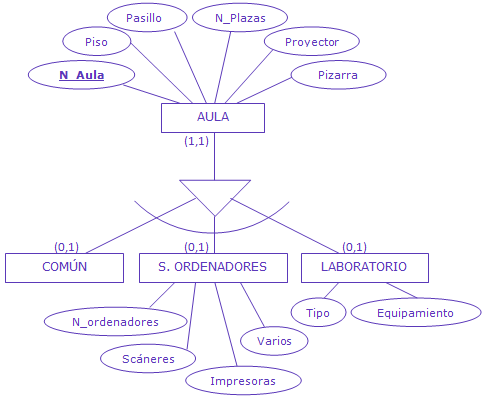 Pasillo
N_Plazas
Piso
Proyector
N_Aula
Pizarra
AULA
(1,1)
(0,1)
(0,1)
(0,1)
COMÚN
S. ORDENADORES
LABORATORIO
N_ordenadores
Tipo
Equipamiento
Varios
Scáneres
Impresoras